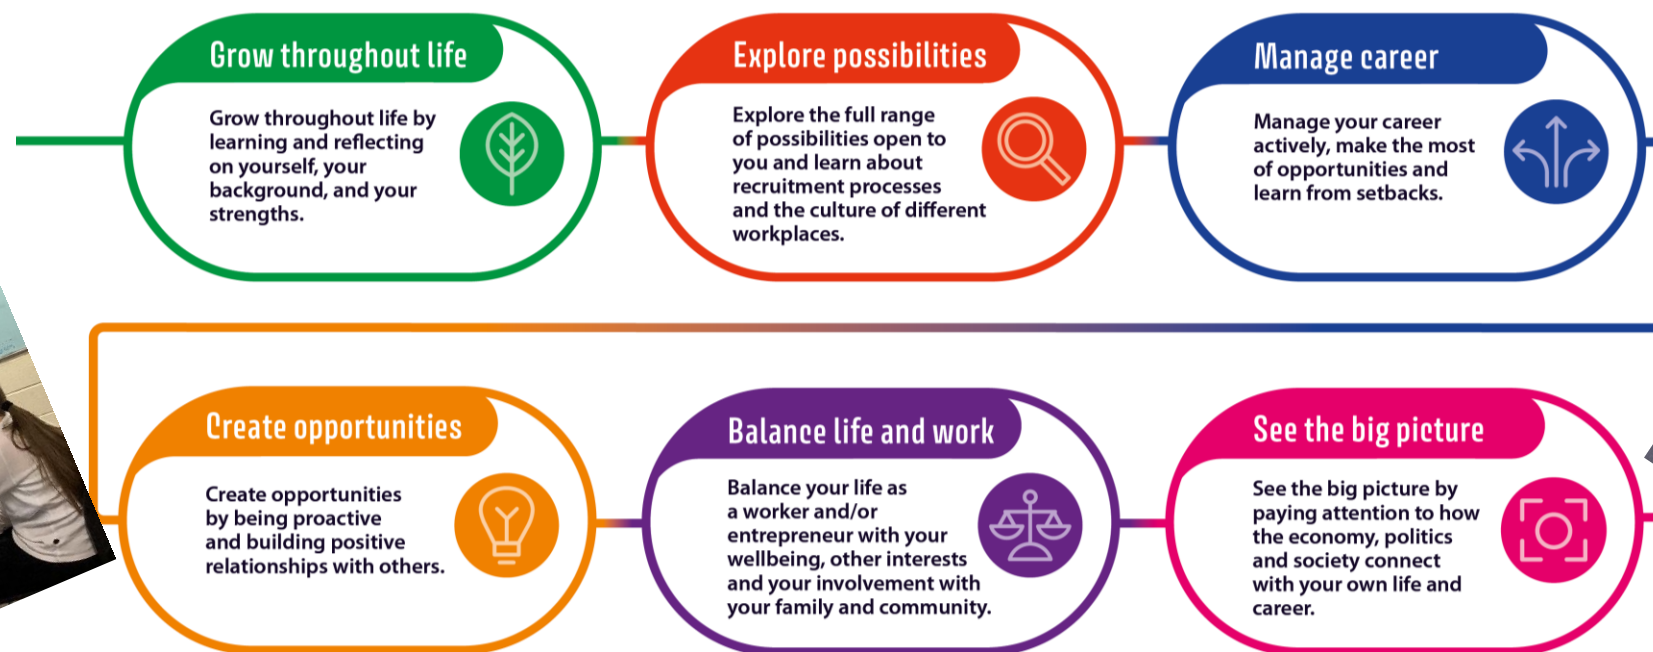 Grow throughout life
Grow throughout life by
learning and reflecting
on yourself, your
background, and your
strengths.
Explore possibilities
Explore the full range
of possibilities open to
you and learn about
recruitment processes
and the culture of different
workplaces.
Manage career
Manage your career
actively, make the most
of opportunities and
learn from setbacks.
Create opportunities
Create opportunities
by being proactive
and building positive
relationships with others.
Balance life and work
Balance your life as
a worker and/or
entrepreneur with your
wellbeing, other interests
and your involvement with
your family and community.
See the big picture
See the big picture by
paying attention to how
the economy, politics
and society connect
with your own life and
career.